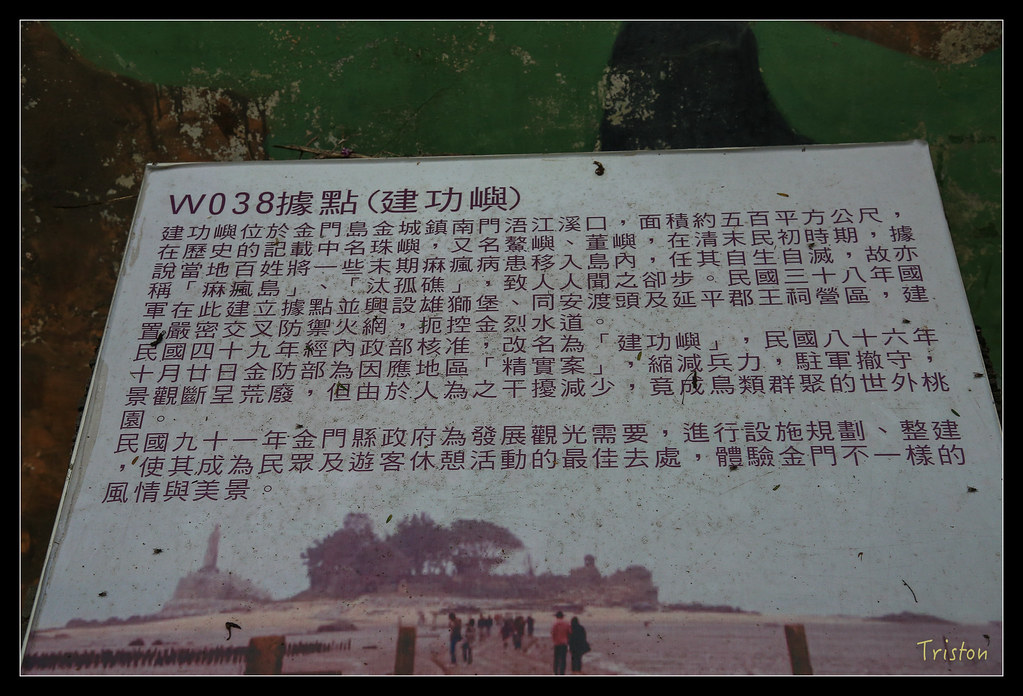 W038據點(建功嶼)
建功嶼位於金門島金城鎮南門浯江溪口，面積約五百平方公尺，
在歷史的記載中名珠嶼，又名鰲嶼、董嶼，在清末民初時期，據
說當地百姓將一些末期痲瘋病患移入島內，任其自生自滅，故亦
稱「痲瘋島」、「汰孤礁」，致人人聞之卻步。民國三十八年國
軍在此建立據點並興設雄獅堡、同安渡頭及延平郡王祠營區，建
置嚴密交叉防禦火網，扼控金烈水道。
民國四十九年經內政部核准，改名為「建功嶼」，民國八十六年
十月廿日金防部為因應地區「精實案」，縮減兵力，駐軍撤守，
景觀斷呈荒廢，但由於人為之干擾減少，竟成鳥類群聚的世外桃
園。
民國九十一年金門縣政府為發展觀光需要，進行設施規劃、整建
，使其成為民眾及遊客休憩活動的最佳去處，體驗金門不一樣的
風情與美景。
Triston